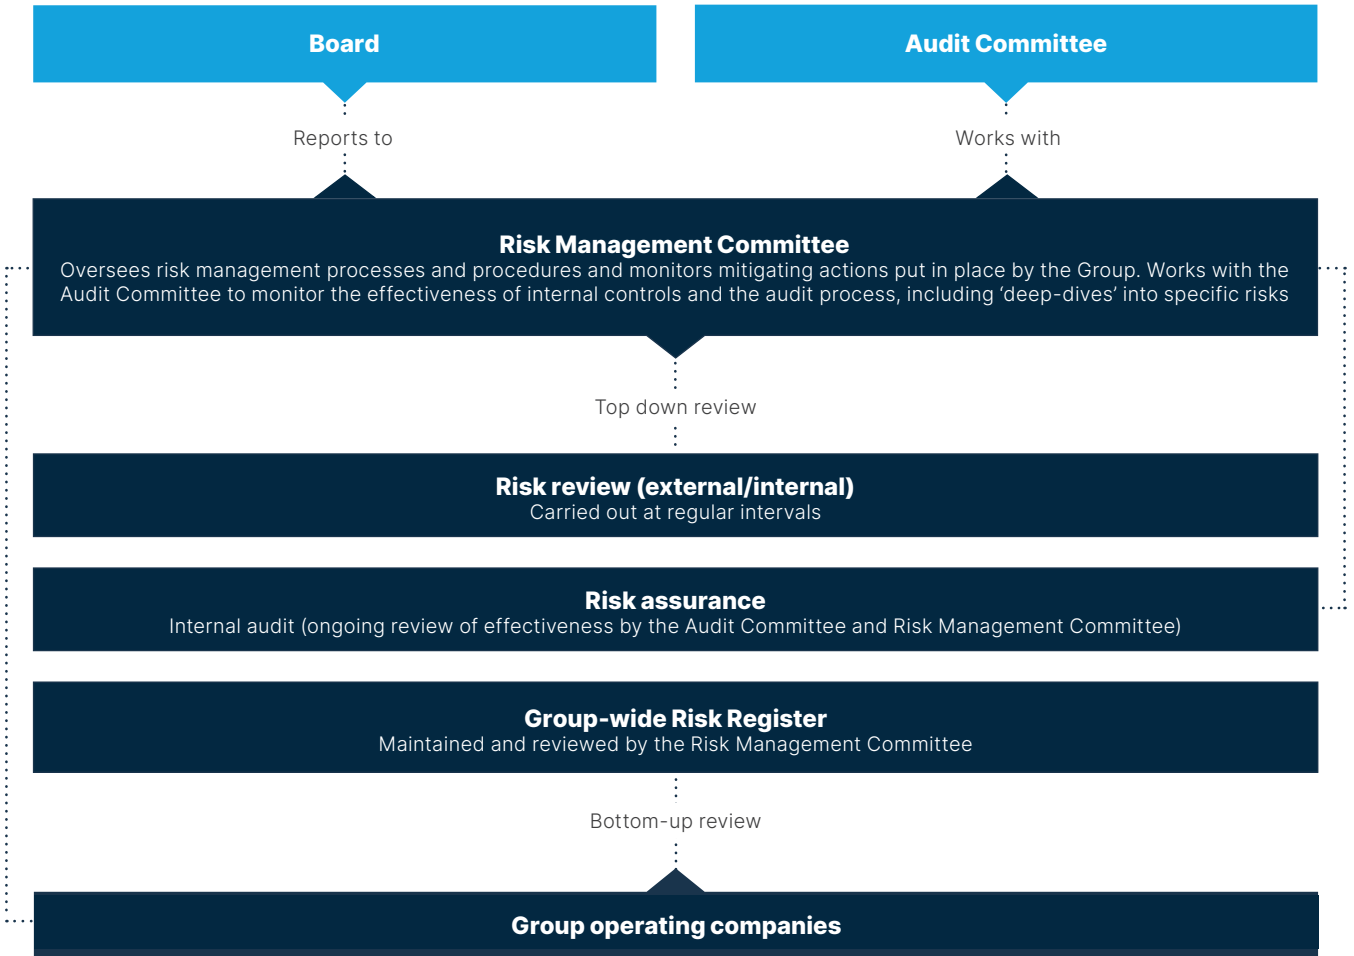 Board
Audit Committee
Reports to
Works with
Risk Management Committee
Oversees risk management processes and procedures and monitors mitigating actions put in place by the Group. Works with the
Audit Committee to monitor the effectiveness of internal controls and the audit process, including ‘deep-dives’ into specific risks
Top down review
Risk review (external/internal)
Carried out at regular intervals
Risk assurance
Internal audit (ongoing review of effectiveness by the Audit Committee and Risk Management Committee)
Group-wide Risk Register
Maintained and reviewed by the Risk Management Committee
Bottom-up review
Group operating companies